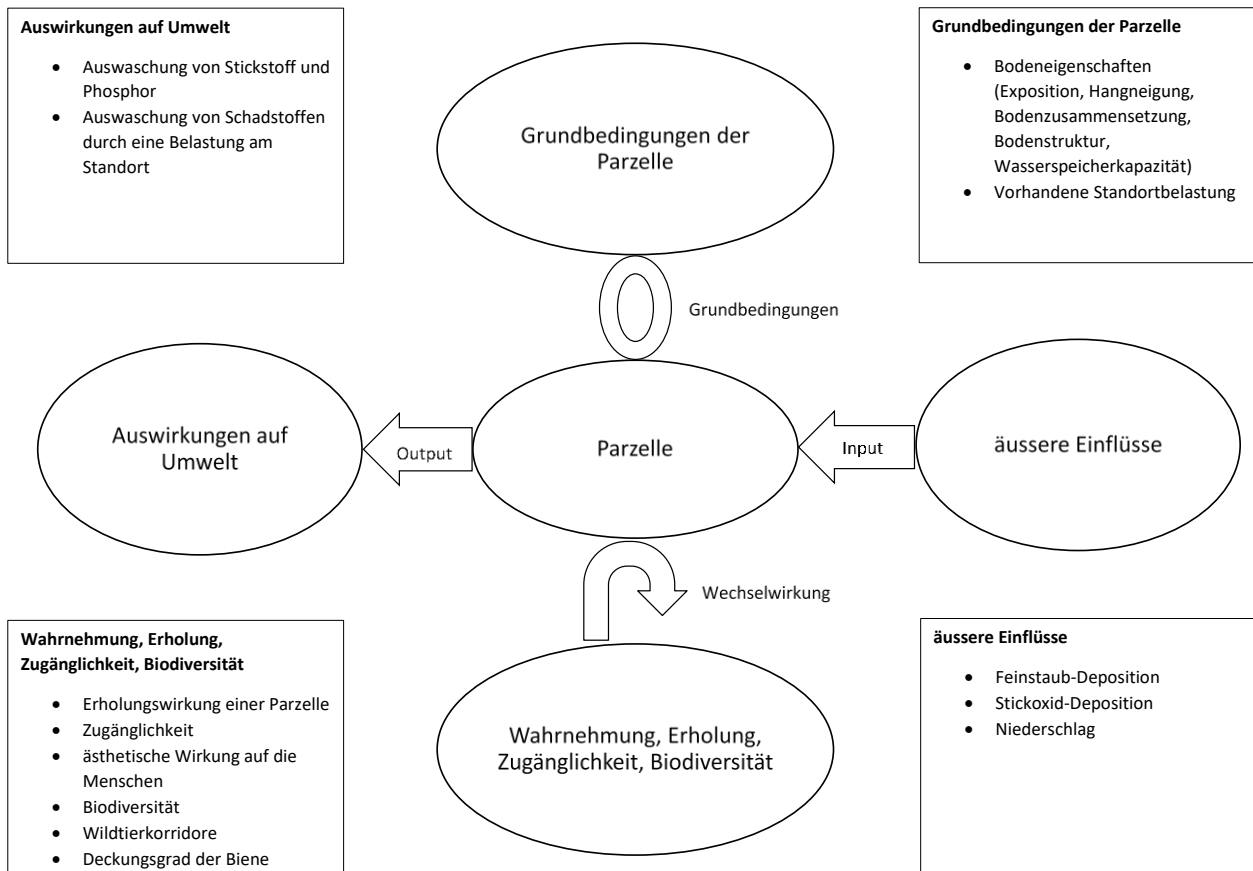 Auswirkungen auf Umwelt
• Auswaschung von Stickstoff und
Phosphor
• Auswaschung von Schadstoffen
durch eine Belastung am
Standort
Grundbedingungen der
Parzelle
Grundbedingungen der Parzelle
• Bodeneigenschaften
(Exposition, Hangneigung,
Bodenzusammensetzung,
Bodenstruktur,
Wasserspeicherkapazität)
• Vorhandene Standortbelastung
Grundbedingungen
Auswirkungen auf
Umwelt
Output
Parzelle
Input
äussere Einflüsse
Wechselwirkung
Wahrnehmung, Erholung,
Zugänglichkeit, Biodiversität
• Erholungswirkung einer Parzelle
• Zugänglichkeit
• ästhetische Wirkung auf die
Menschen
• Biodiversität
• Wildtierkorridore
• Deckungsgrad der Biene
Wahrnehmung, Erholung,
Zugänglichkeit, Biodiversität
äussere Einflüsse
• Feinstaub-Deposition
• Stickoxid-Deposition
• Niederschlag